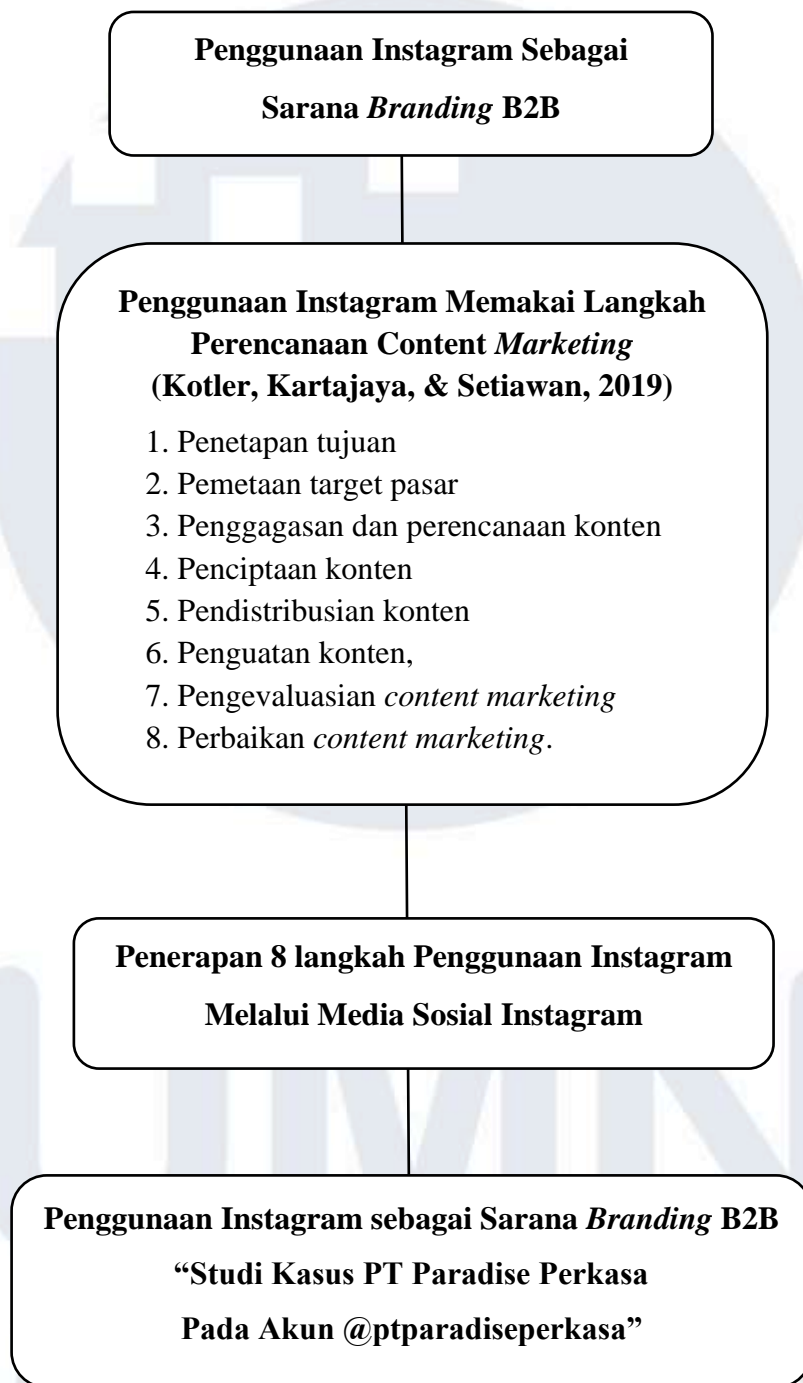 Penggunaan Instagram Sebagai
Sarana Branding B2B
Penggunaan Instagram Memakai Langkah
Perencanaan Content Marketing
(Kotler, Kartajaya, & Setiawan, 2019)
1. Penetapan tujuan
2. Pemetaan target pasar
3. Penggagasan dan perencanaan konten
4. Penciptaan konten
5. Pendistribusian konten
6. Penguatan konten,
7. Pengevaluasian content marketing
8. Perbaikan content marketing.
Penerapan 8 langkah Penggunaan Instagram
Melalui Media Sosial Instagram
UMN
Penggunaan Instagram sebagai Sarana Branding B2B
“Studi Kasus PT Paradise Perkasa
Pada Akun @ptparadiseperkasa”